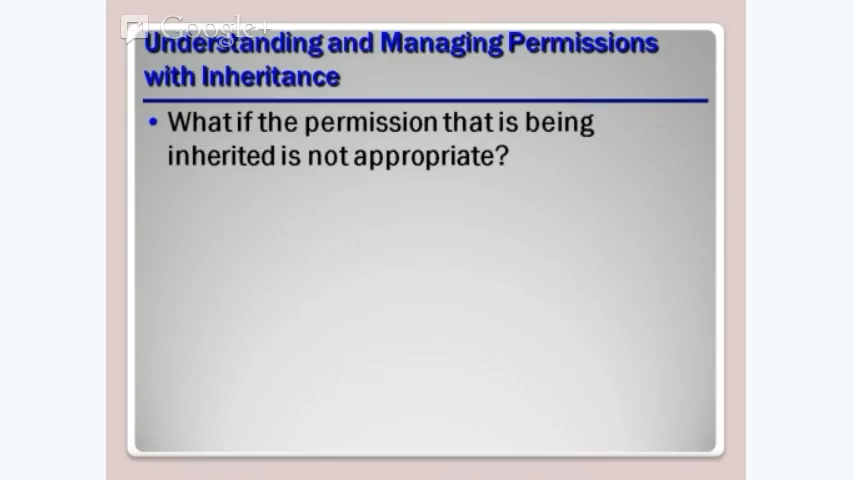 Google+
Understanding and Managing Permissions
with Inheritance
• What if the permission that is being
inherited is not appropriate?